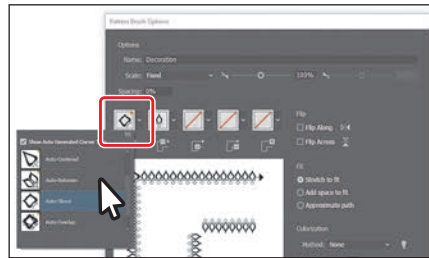 Pattern Brush Options
Options
Name: Decoration
Scale: Fixed 100%
Spacing: 0%
Show Auto Generated Corner
Auto-Centered
Auto-Between
Auto-Sliced
Auto-Overlap
Flip
Flip Along
Flip Across
Fit
Stretch to fit
Add space to fit
Approximate path
Colorization
Method: None